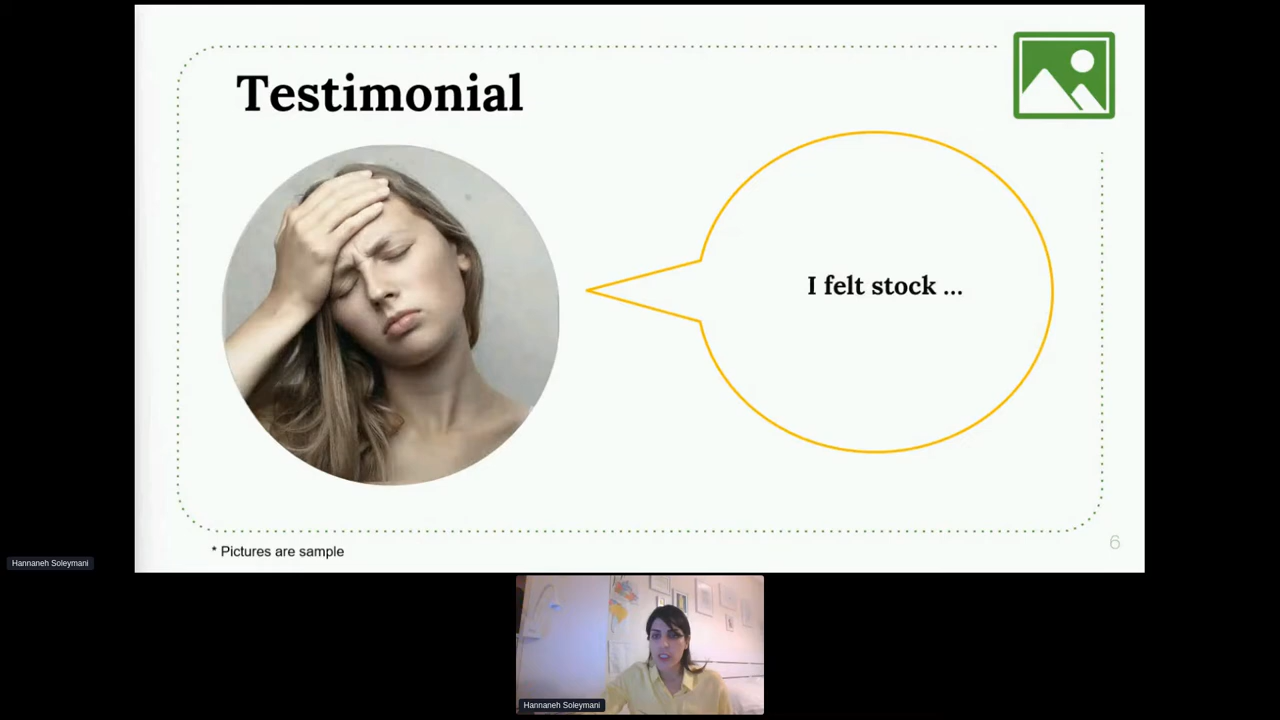 Testimonial
I felt stock ...
* Pictures are sample
6
Hannaneh Soleymani
Hannaneh Soleymani